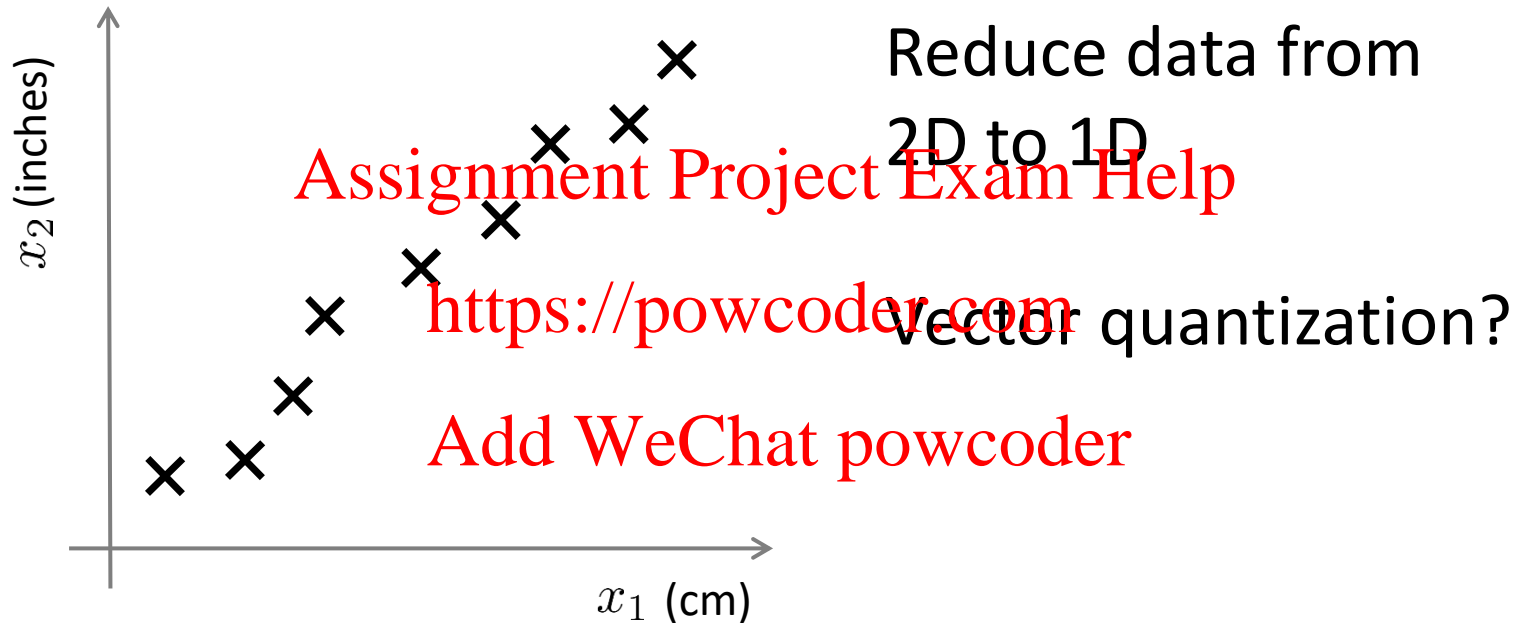 Reduce data from
2D to 1D
Assignment Project Exam Help
x2 (inches)
https://powcoder.com
Vector quantization?
Add WeChat powcoder
x1 (cm)